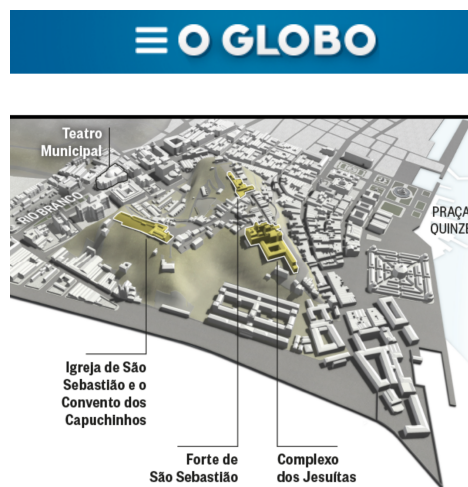 O GLOBO
Teatro
Municipal
RIO BRANCO
PRAÇA
QUINZE
Igreja de São
Sebastião e o
Convento dos
Capuchinhos
Forte de
São Sebastião
Complexo
dos Jesuítas